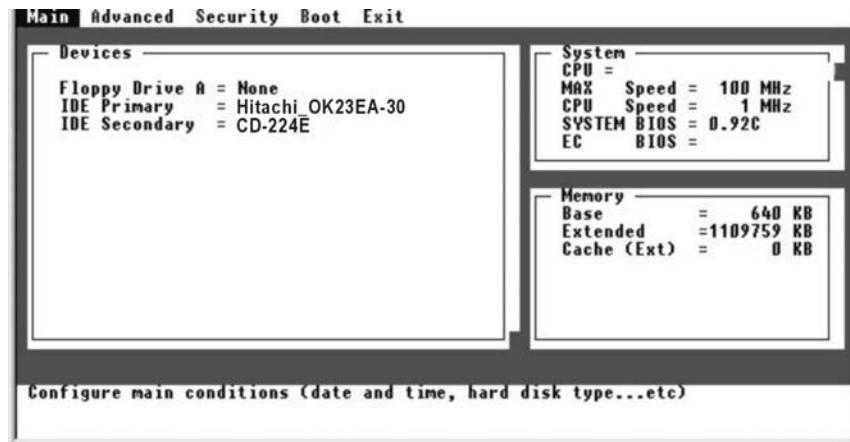 Main Advanced Security Boot Exit
Devices
Floppy Drive A = None
IDE Primary = Hitachi_OK23EA-30
IDE Secondary = CD-224E
System
CPU =
MAX Speed = 100 MHz
CPU Speed = 1 MHz
SYSTEM BIOS = 0.92C
EC BIOS =
Memory
Base = 640 KB
Extended =1109759 KB
Cache (Ext) = 0 KB
Configure main conditions (date and time, hard disk type...etc)